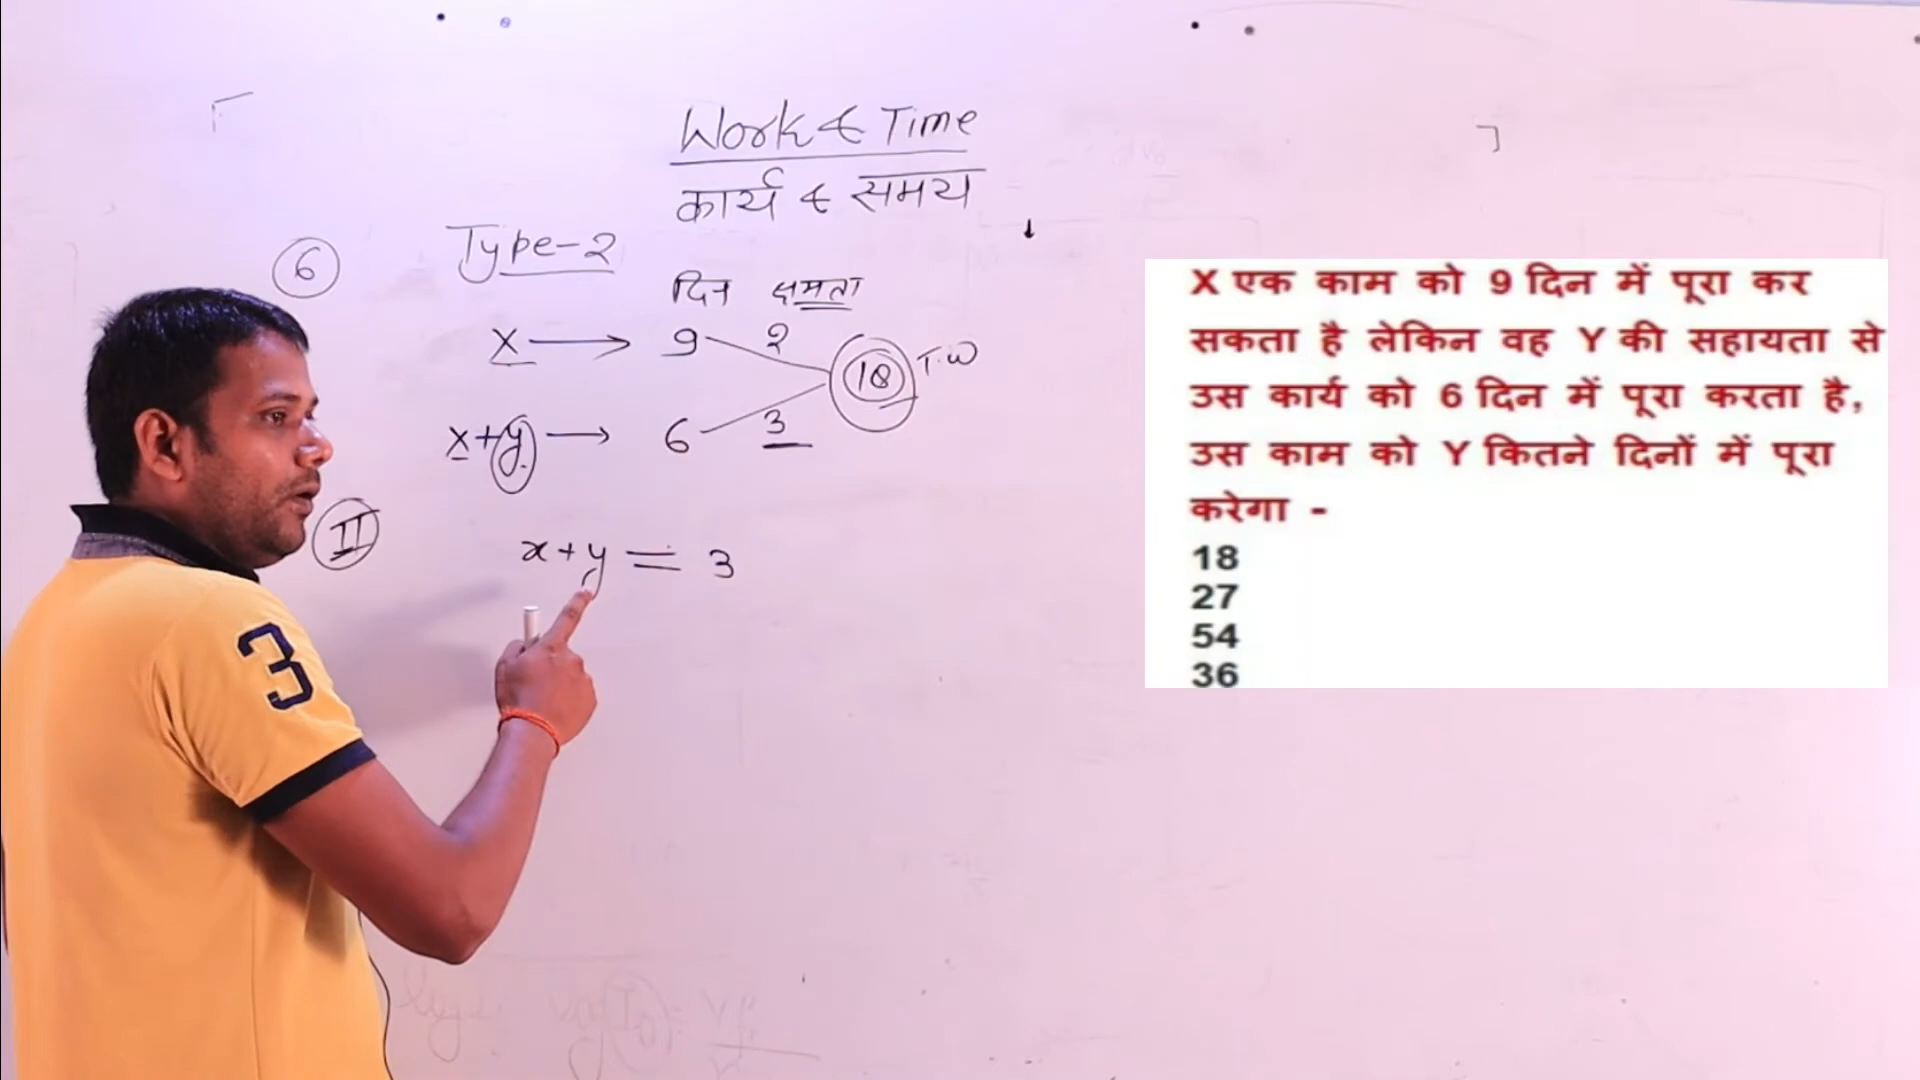 Work & Time
कार्य & समय
6 Type-2
दिन क्षमता
x → 9 2
18 T.W
x+y → 6 3
II
x+y = 3
3
X एक काम को 9 दिन में पूरा कर
सकता है लेकिन वह Y की सहायता से
उस कार्य को 6 दिन में पूरा करता है,
उस काम को Y कितने दिनों में पूरा
करेगा -
18
27
54
36